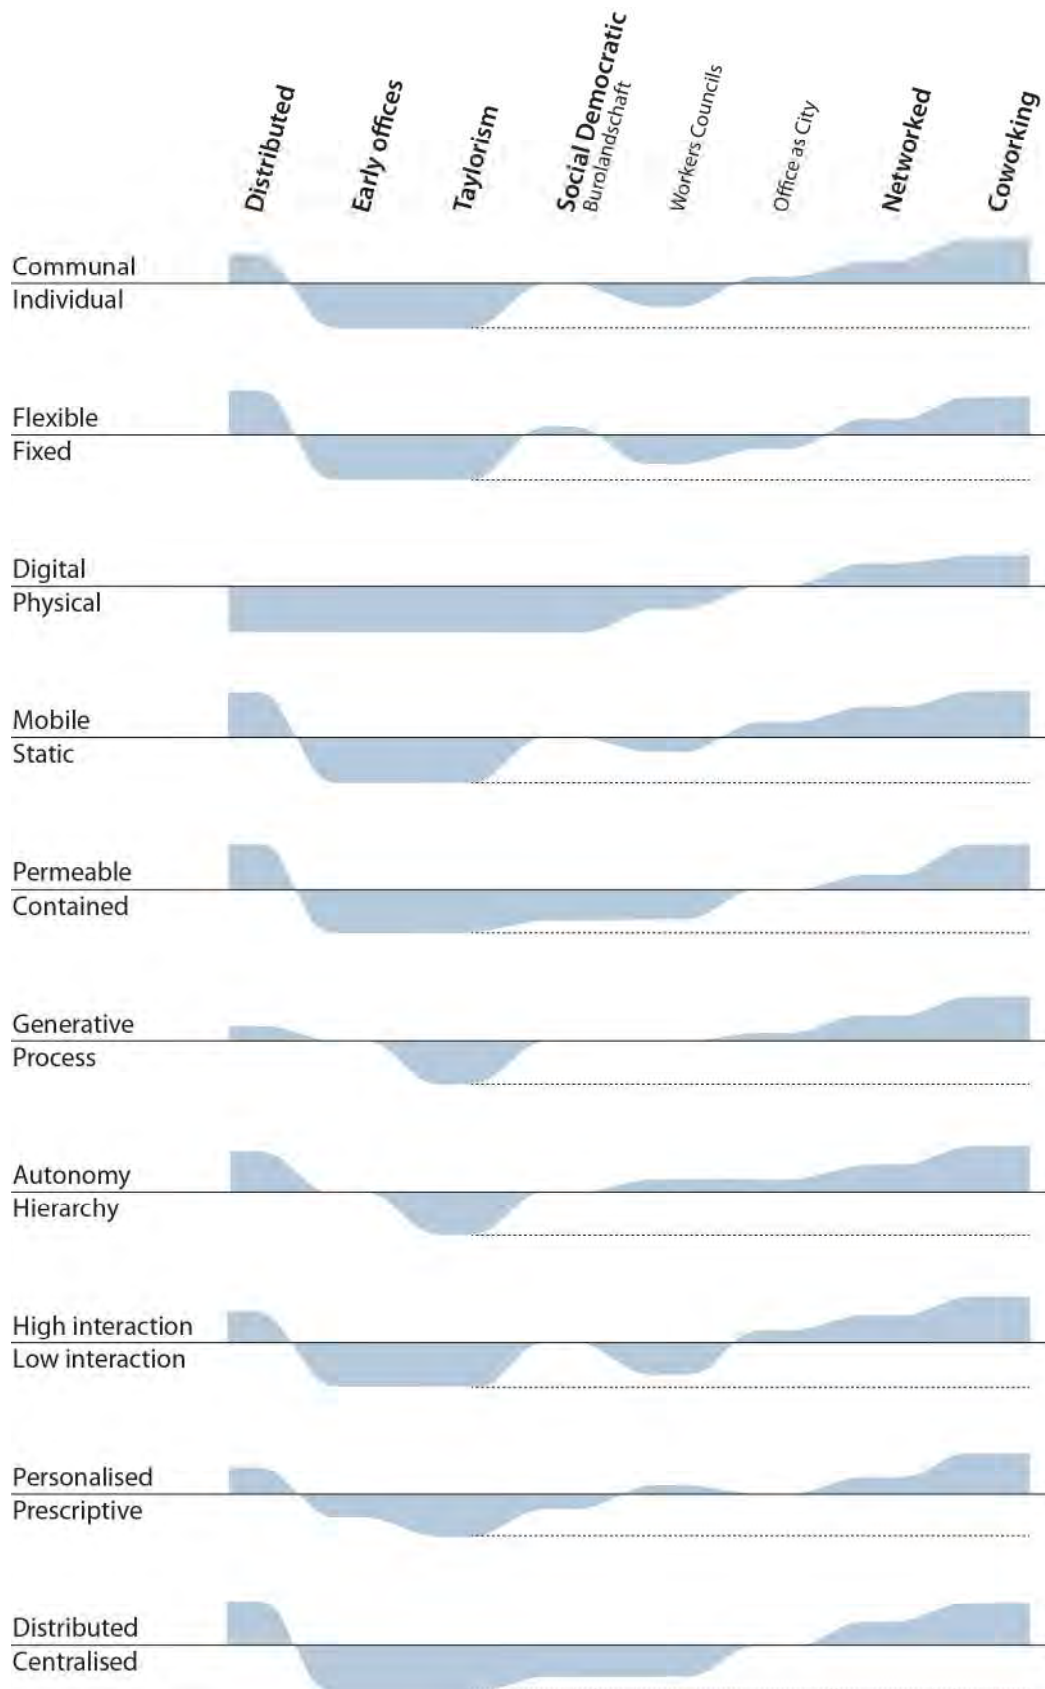 Distributed
Early offices
Taylorism
Social Democratic
Burolandschaft
Workers Councils
Office as City
Networked
Coworking
Communal
Individual
Flexible
Fixed
Digital
Physical
Mobile
Static
Permeable
Contained
Generative
Process
Autonomy
Hierarchy
High interaction
Low interaction
Personalised
Prescriptive
Distributed
Centralised